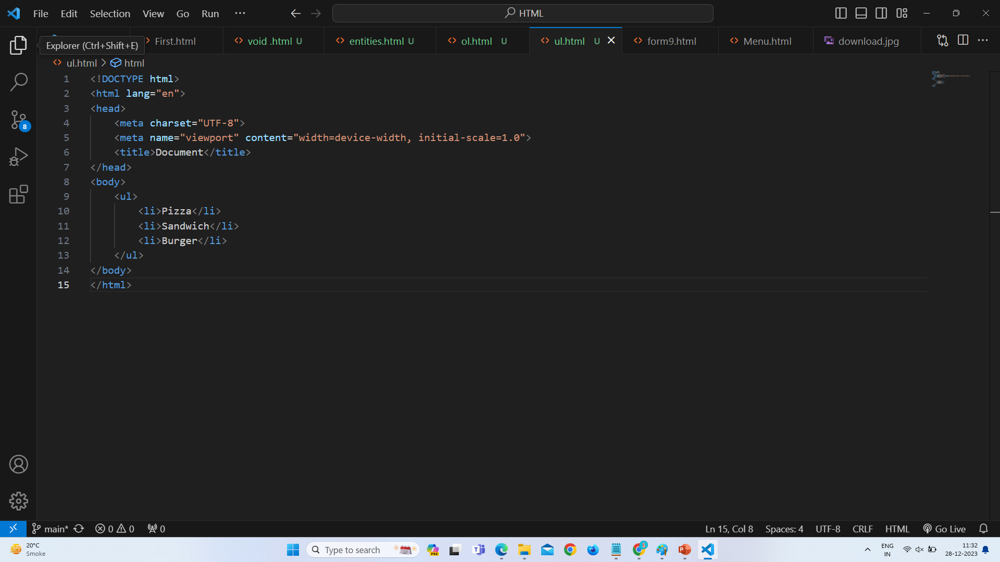 File Edit Selection View Go Run ···
HTML
Explorer (Ctrl+Shift+E)
First.html
void .html U
entities.html U
ol.html U
ul.html U
form9.html
Menu.html
download.jpg
ul.html > html
1 <!DOCTYPE html>
2 <html lang="en">
3 <head>
4 <meta charset="UTF-8">
5 <meta name="viewport" content="width=device-width, initial-scale=1.0">
6 <title>Document</title>
7 </head>
8 <body>
9 <ul>
10 <li>Pizza</li>
11 <li>Sandwich</li>
12 <li>Burger</li>
13 </ul>
14 </body>
15 </html>
8
main* 0 0 0 Ln 15, Col 8 Spaces: 4 UTF-8 CRLF HTML Go Live
20°C
Smoke
Type to search
PRE
ENG
IN
11:32
28-12-2023